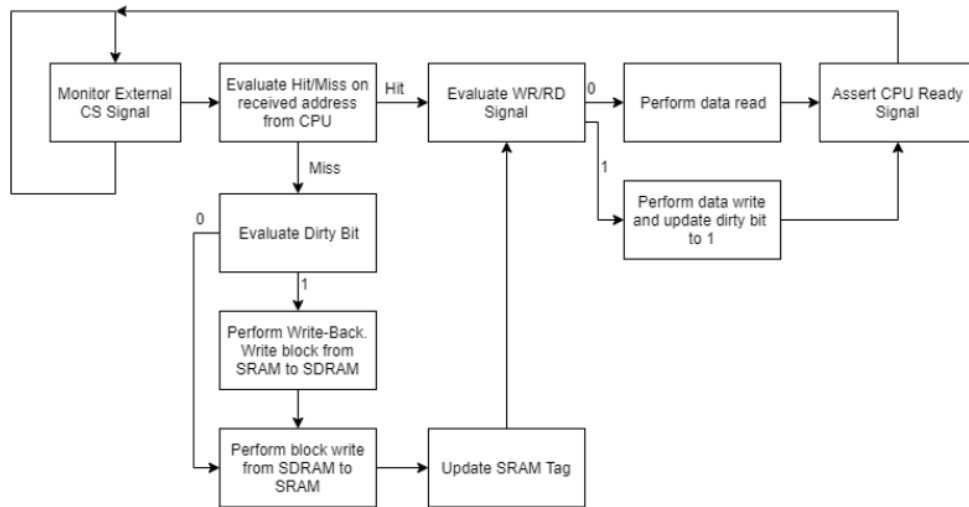 Monitor External
CS Signal
Evaluate Hit/Miss on
received address
from CPU
Hit
Evaluate WR/RD
Signal
0
Perform data read
Assert CPU Ready
Signal
Miss
1
Perform data write
and update dirty bit
to 1
0
Evaluate Dirty Bit
1
Perform Write-Back.
Write block from
SRAM to SDRAM
Perform block write
from SDRAM to
SRAM
Update SRAM Tag